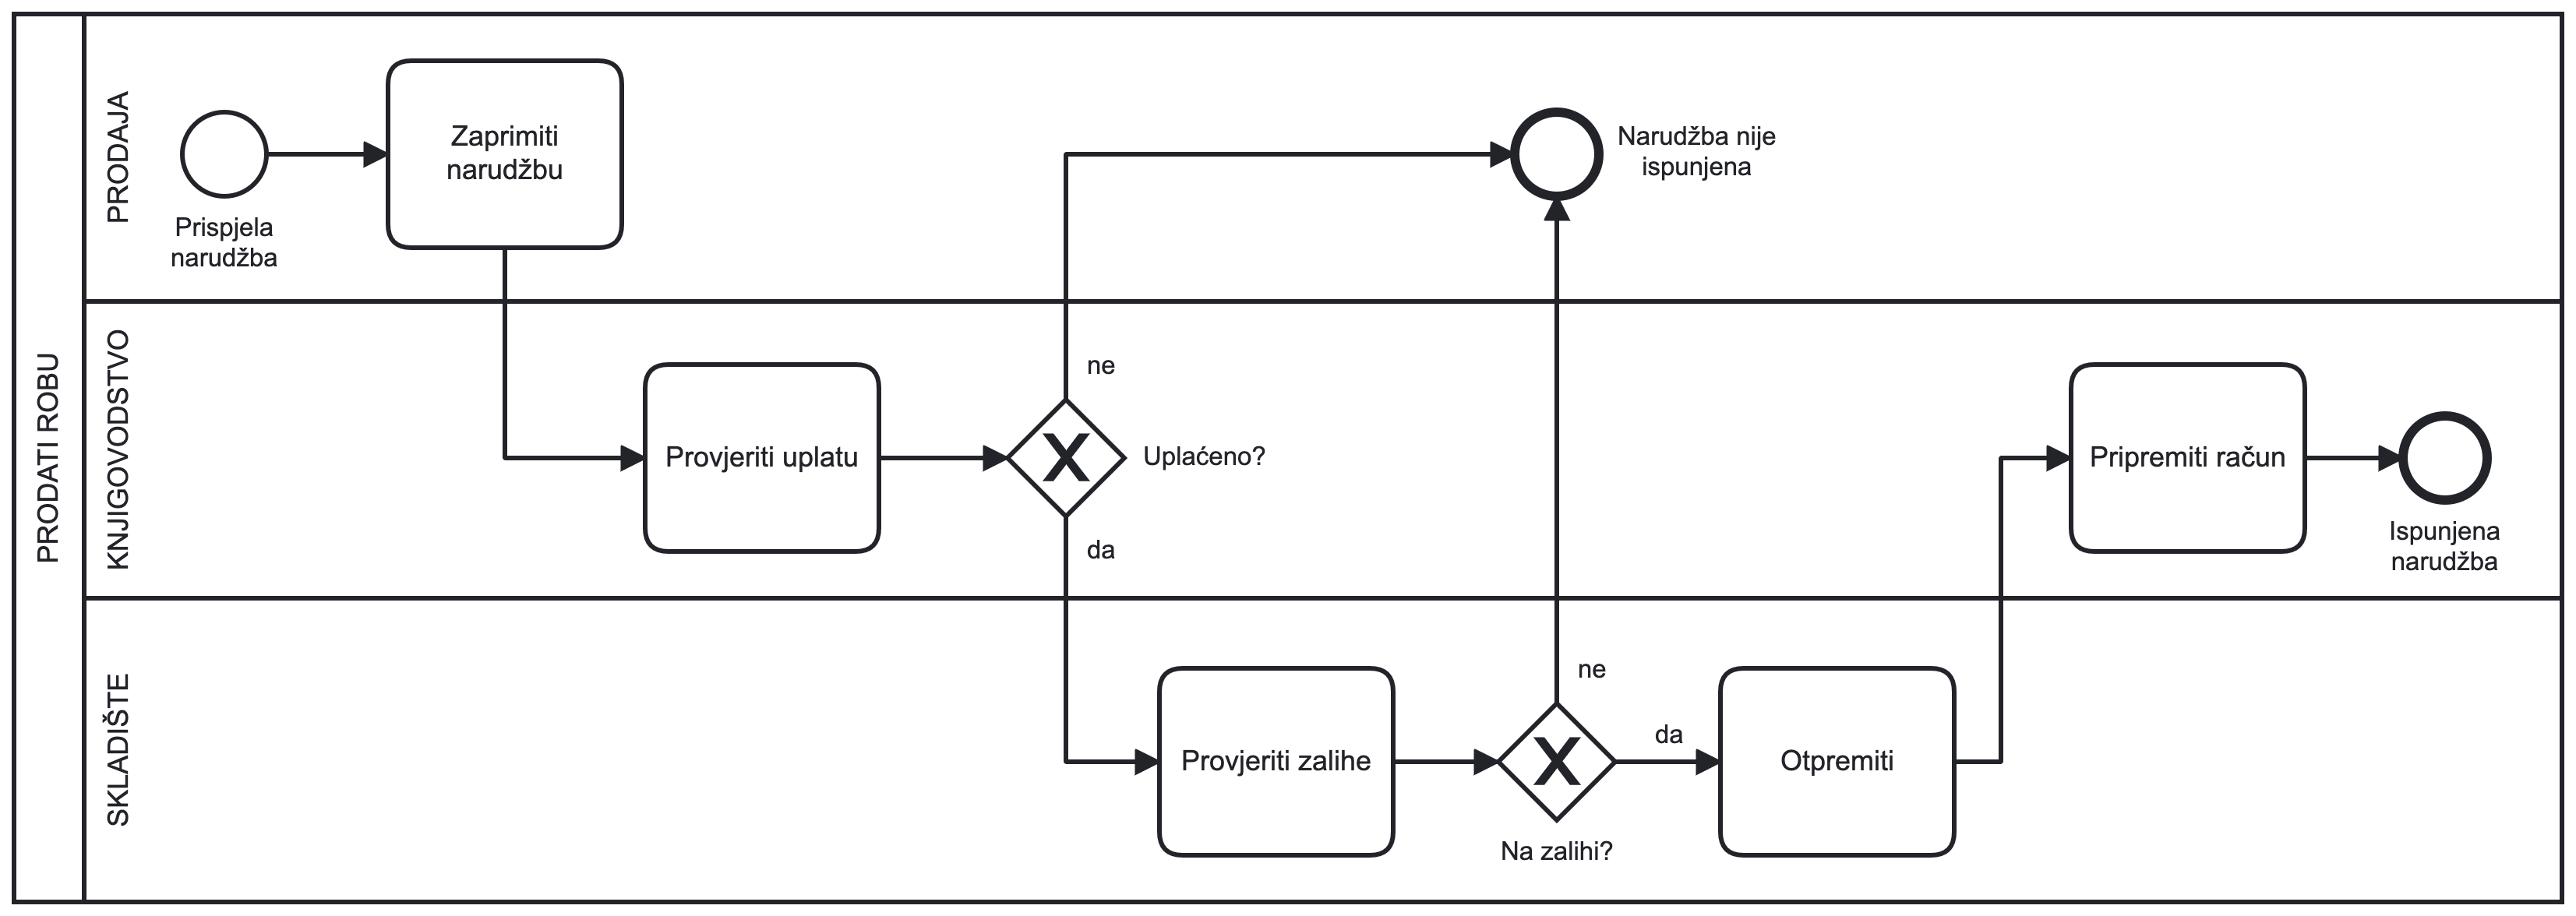 PRODATI ROBU
PRODAJA
Prispjela
narudžba
Zaprimiti
narudžbu
Narudžba nije
ispunjena
KNJIGOVODSTVO
Provjeriti uplatu
ne
Uplaćeno?
da
Pripremiti račun
Ispunjena
narudžba
SKLADIŠTE
Provjeriti zalihe
ne
da
Na zalihi?
Otpremiti